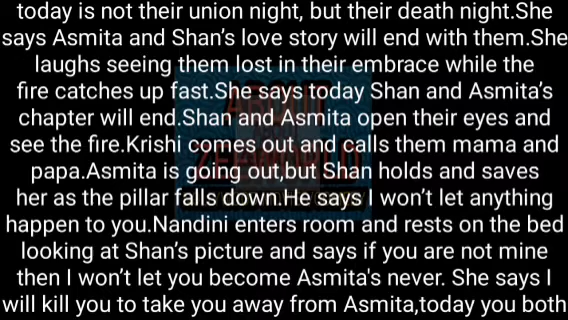 today is not their union night, but their death night.She
says Asmita and Shan’s love story will end with them.She
laughs seeing them lost in their embrace while the
fire catches up fast.She says today Shan and Asmita’s
chapter will end.Shan and Asmita open their eyes and
see the fire.Krishi comes out and calls them mama and
papa.Asmita is going out,but Shan holds and saves
her as the pillar falls down.He says I won’t let anything
happen to you.Nandini enters room and rests on the bed
looking at Shan’s picture and says if you are not mine
then I won’t let you become Asmita's never. She says I
will kill you to take you away from Asmita,today you both
ABOUT
ZEEWORLD